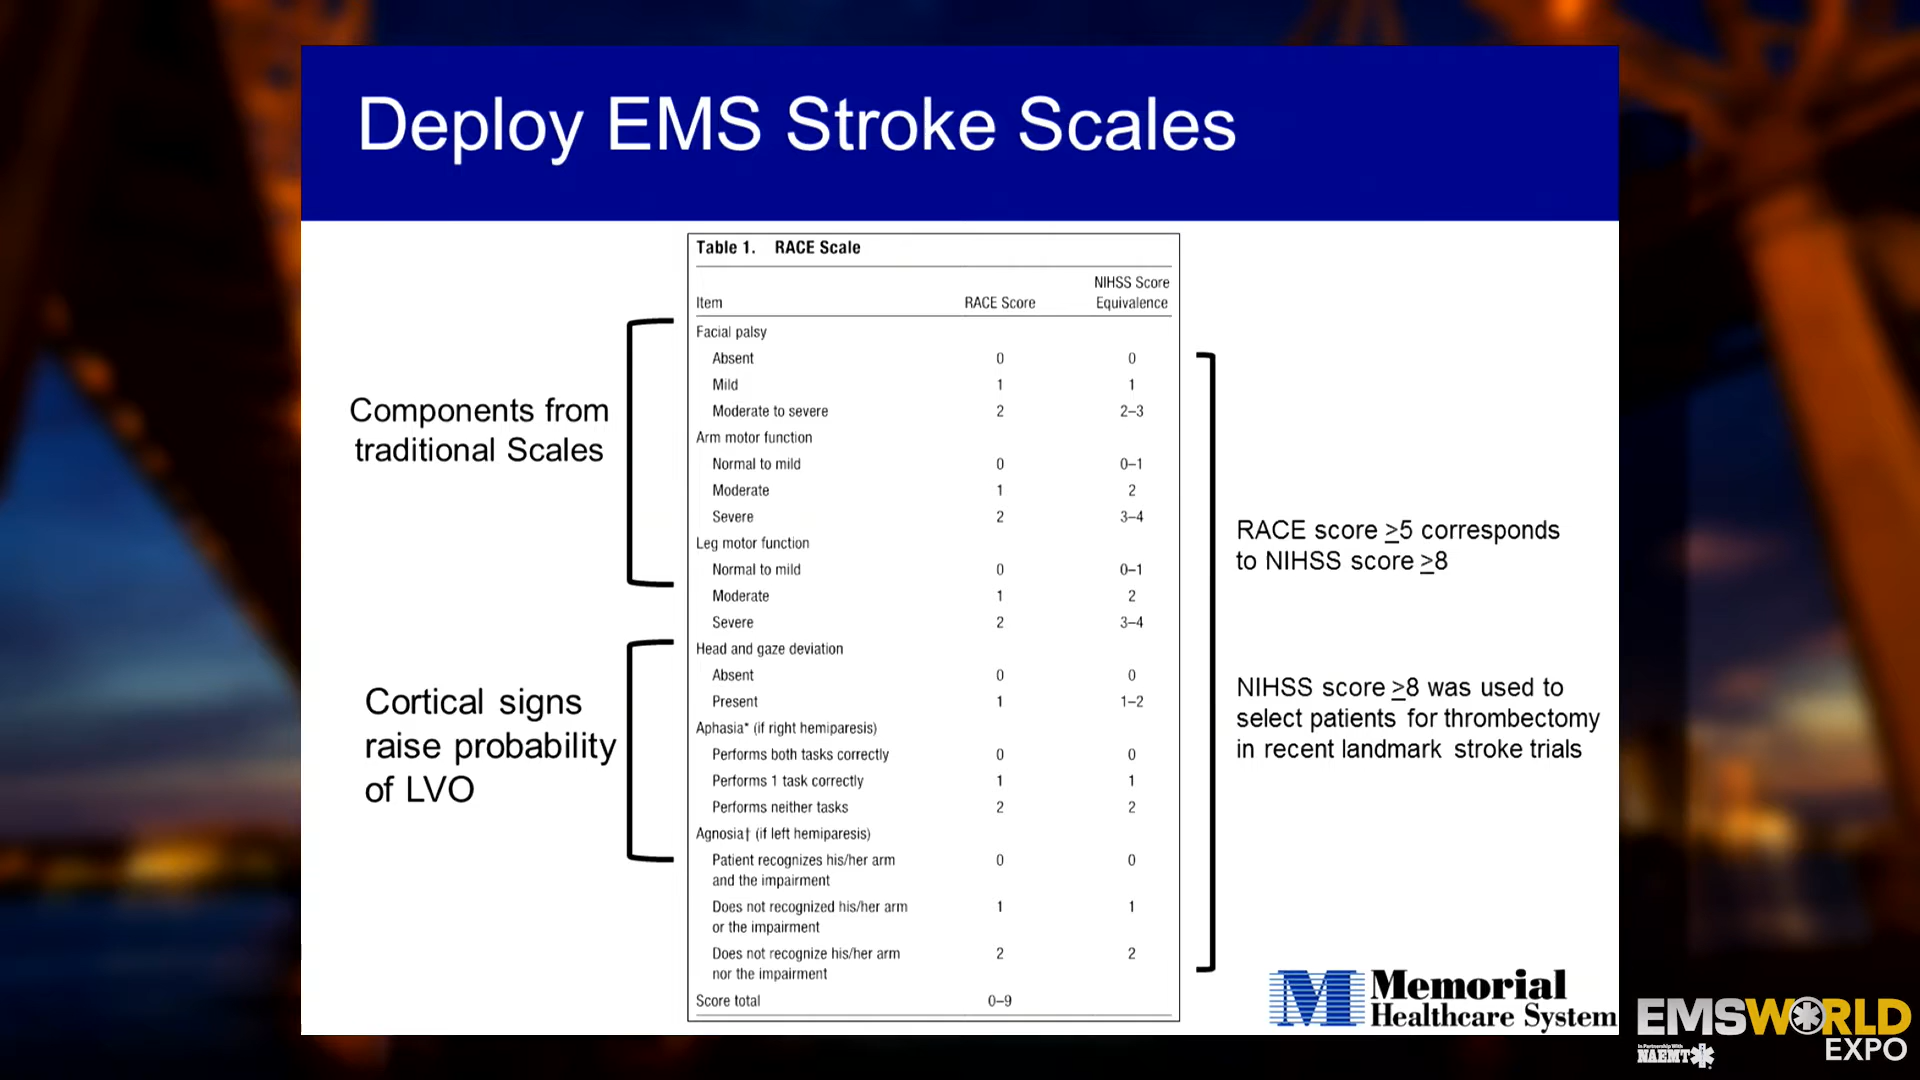 Deploy EMS Stroke Scales
Table 1. RACE Scale
Item RACE Score NIHSS Score Equivalence
Facial palsy
Absent 0 0
Mild 1 1
Moderate to severe 2 2–3
Arm motor function
Normal to mild 0 0–1
Moderate 1 2
Severe 2 3–4
Leg motor function
Normal to mild 0 0–1
Moderate 1 2
Severe 2 3–4
Head and gaze deviation
Absent 0 0
Present 1 1–2
Aphasia* (if right hemiparesis)
Performs both tasks correctly 0 0
Performs 1 task correctly 1 1
Performs neither tasks 2 2
Agnosia† (if left hemiparesis)
Patient recognizes his/her arm 0 0
and the impairment
Does not recognized his/her arm 1 1
or the impairment
Does not recognize his/her arm 2 2
nor the impairment
Score total 0–9
Components from
traditional Scales
Cortical signs
raise probability
of LVO
RACE score ≥5 corresponds
to NIHSS score ≥8
NIHSS score ≥8 was used to
select patients for thrombectomy
in recent landmark stroke trials
Memorial
Healthcare System
EMSWORLD
EXPO
In Partnership With
NAEMT